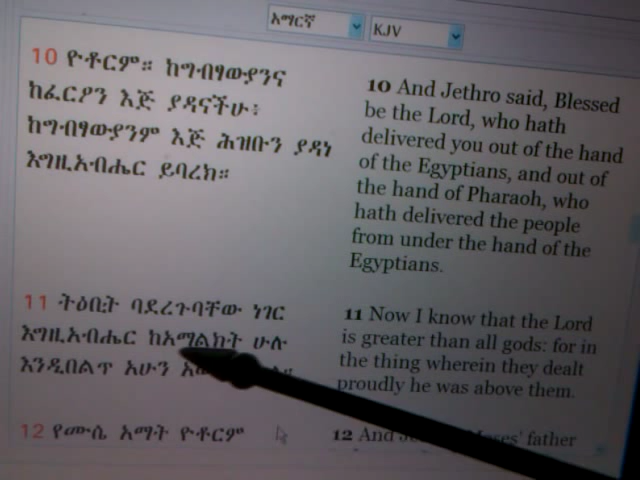 አማርኛ
KJV
10 ዮቶርም። ከግብፃውያንና
ከፈርዖን እጅ ያዳናችሁ፥
ከግብፃውያንም እጅ ሕዝቡን ያዳነ
እግዚአብሔር ይባረክ።
10 And Jethro said, Blessed
be the Lord, who hath
delivered you out of the hand
of the Egyptians, and out of
the hand of Pharaoh, who
hath delivered the people
from under the hand of the
Egyptians.
11 ትዕቢት ባደረጉባቸው ነገር
እግዚአብሔር ከአማልክት ሁሉ
እንዲበልጥ አሁን
11 Now I know that the Lord
is greater than all gods: for in
the thing wherein they dealt
proudly he was above them.
12 የሙሴ አማት ዮቶርም
12 And Moses' father